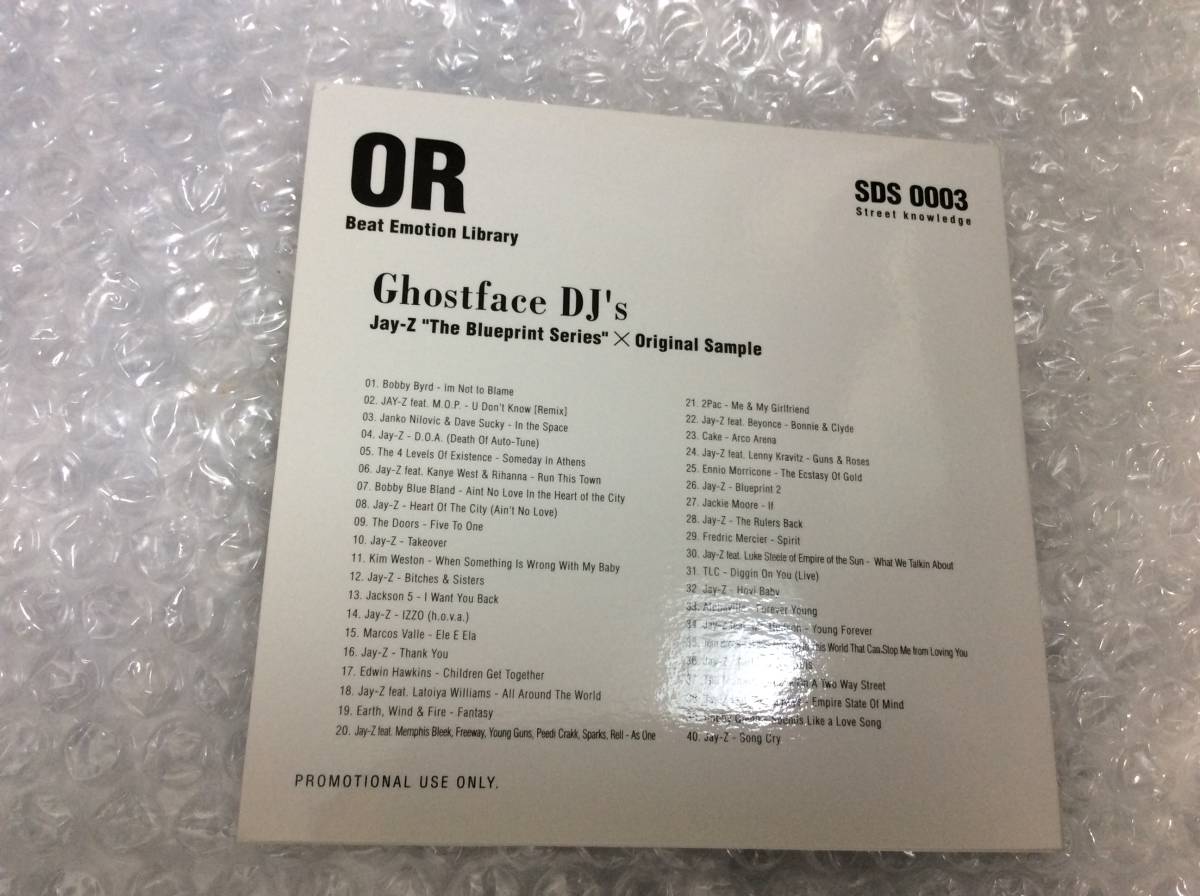 OR
Beat Emotion Library
SDS 0003
Street knowledge
Ghostface DJ's
Jay-Z "The Blueprint Series" × Original Sample
01. Bobby Byrd - Im Not to Blame
02. JAY-Z feat. M.O.P. - U Don't Know [Remix]
03. Janko Nilovic & Dave Sucky - In the Space
04. Jay-Z - D.O.A. (Death Of Auto-Tune)
05. The 4 Levels Of Existence - Someday In Athens
06. Jay-Z feat. Kanye West & Rihanna - Run This Town
07. Bobby Blue Bland - Aint No Love In the Heart of the City
08. Jay-Z - Heart Of The City (Ain't No Love)
09. The Doors - Five To One
10. Jay-Z - Takeover
11. Kim Weston - When Something Is Wrong With My Baby
12. Jay-Z - Bitches & Sisters
13. Jackson 5 - I Want You Back
14. Jay-Z - IZZO (h.o.v.a.)
15. Marcos Valle - Ele E Ela
16. Jay-Z - Thank You
17. Edwin Hawkins - Children Get Together
18. Jay-Z feat. Latoiya Williams - All Around The World
19. Earth, Wind & Fire - Fantasy
20. Jay-Z feat. Memphis Bleek, Freeway, Young Guns, Peedi Crakk, Sparks, Rell - As One
21. 2Pac - Me & My Girlfriend
22. Jay-Z feat. Beyonce - Bonnie & Clyde
23. Cake - Arco Arena
24. Jay-Z feat. Lenny Kravitz - Guns & Roses
25. Ennio Morricone - The Ecstasy Of Gold
26. Jay-Z - Blueprint 2
27. Jackie Moore - If
28. Jay-Z - The Rulers Back
29. Fredric Mercier - Spirit
30. Jay-Z feat. Luke Steele of Empire of the Sun - What We Talkin About
31. TLC - Diggin On You (Live)
32. Jay-Z - Hovi Baby
33. Alphaville - Forever Young
34. Jay-Z - Young Forever
35. This World That Can Stop Me from Loving You
36. Jay-Z
37. A Two Way Street
38. - Empire State Of Mind
Like a Love Song
40. Jay-Z - Song Cry
PROMOTIONAL USE ONLY.